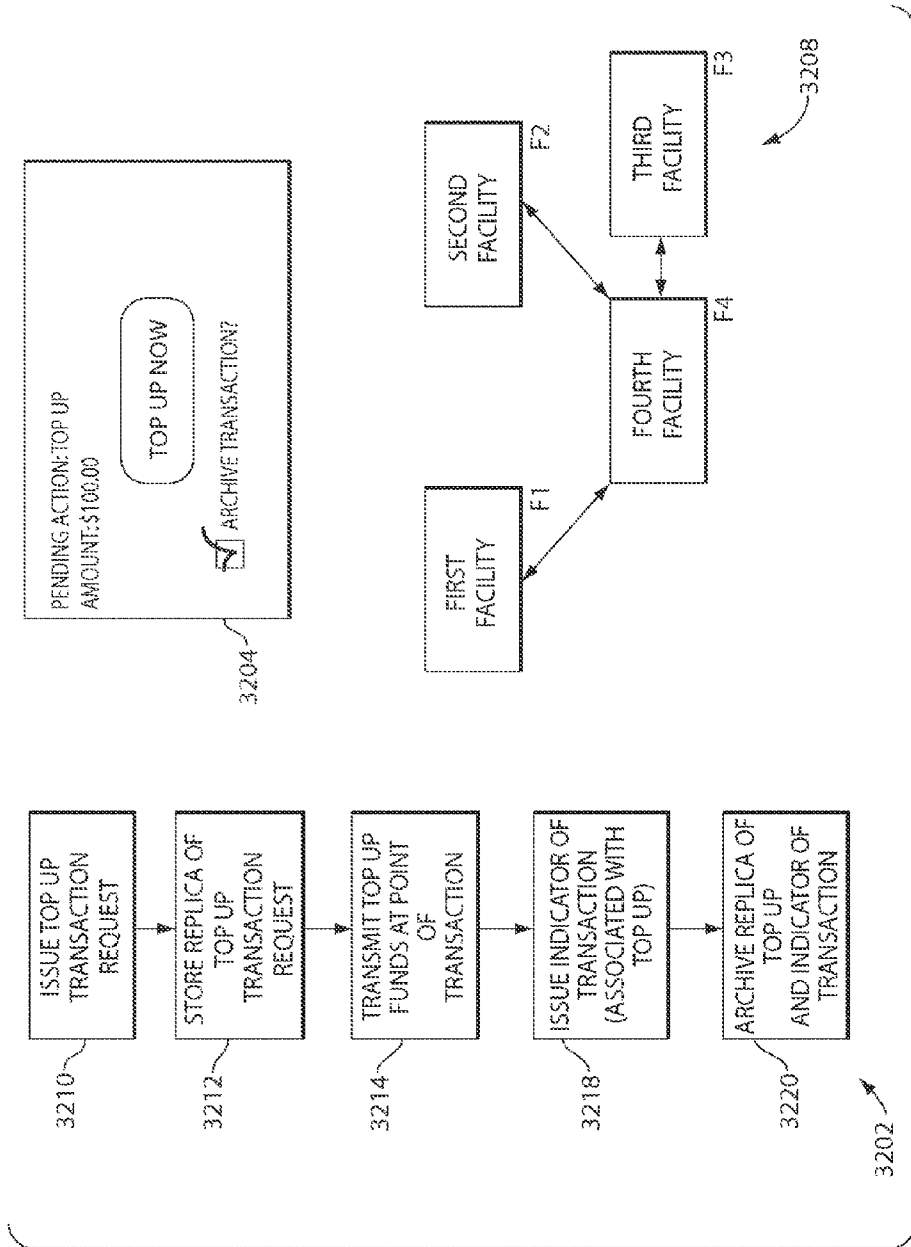 3210
ISSUE TOP UP
TRANSACTION
REQUEST
3212
STORE REPLICA OF
TOP UP
TRANSACTION
REQUEST
3214
TRANSMIT TOP UP
FUNDS AT POINT
OF
TRANSACTION
3218
ISSUE INDICATOR OF
TRANSACTION
(ASSOCIATED WITH
TOP UP)
3220
ARCHIVE REPLICA OF
TOP UP
AND INDICATOR OF
TRANSACTION
3202
PENDING ACTION: TOP UP
AMOUNT: $100.00
TOP UP NOW
ARCHIVE TRANSACTION?
3204
FIRST
FACILITY
F1
SECOND
FACILITY
F2
FOURTH
FACILITY
F4
THIRD
FACILITY
F3
3208